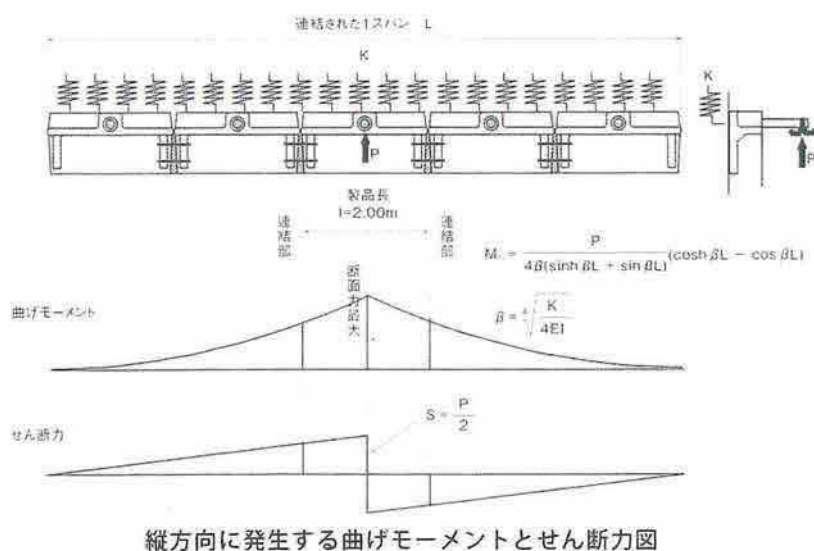 連結された1スパン L
K
K
P
P
製品長
l=2.00m
連結部
連結部
断面力最大
M₀ = P / 4β(sinh βL + sin βL) (cosh βL − cos βL)
曲げモーメント
β = ⁴√K / 4EI
S = P / 2
せん断力
縦方向に発生する曲げモーメントとせん断力図